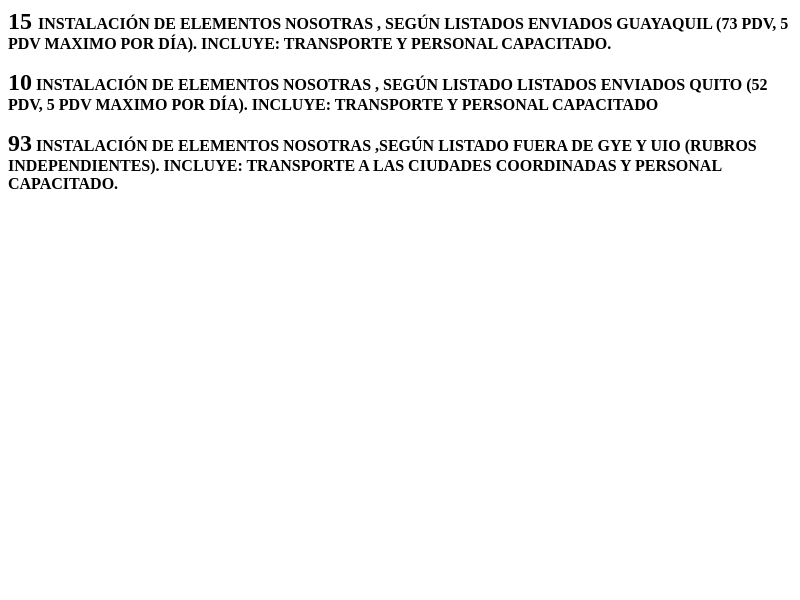 15 INSTALACIÓN DE ELEMENTOS NOSOTRAS , SEGÚN LISTADOS ENVIADOS GUAYAQUIL (73 PDV, 5
PDV MAXIMO POR DÍA). INCLUYE: TRANSPORTE Y PERSONAL CAPACITADO.
10 INSTALACIÓN DE ELEMENTOS NOSOTRAS , SEGÚN LISTADO LISTADOS ENVIADOS QUITO (52
PDV, 5 PDV MAXIMO POR DÍA). INCLUYE: TRANSPORTE Y PERSONAL CAPACITADO
93 INSTALACIÓN DE ELEMENTOS NOSOTRAS ,SEGÚN LISTADO FUERA DE GYE Y UIO (RUBROS
INDEPENDIENTES). INCLUYE: TRANSPORTE A LAS CIUDADES COORDINADAS Y PERSONAL
CAPACITADO.